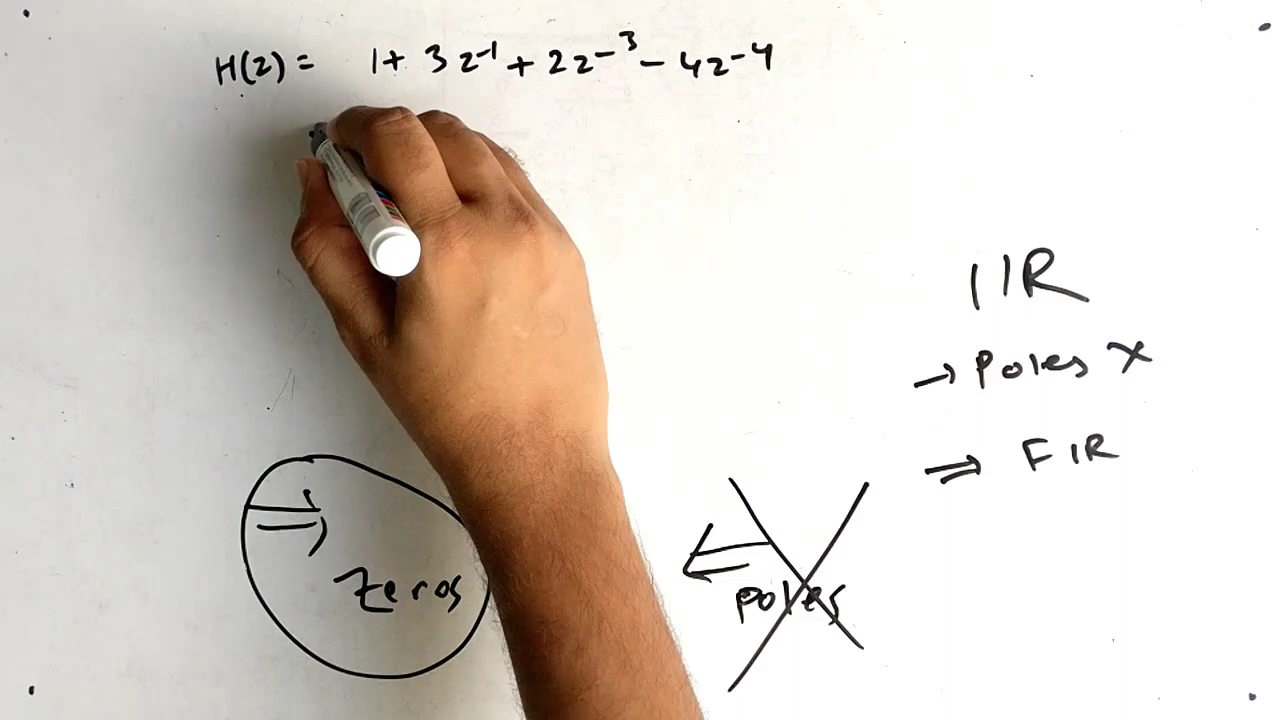 H(z) = 1 + 3z⁻¹ + 2z⁻³ - 4z⁻⁴
IIR
→ Poles ×
⇒ FIR
Zeros
poles